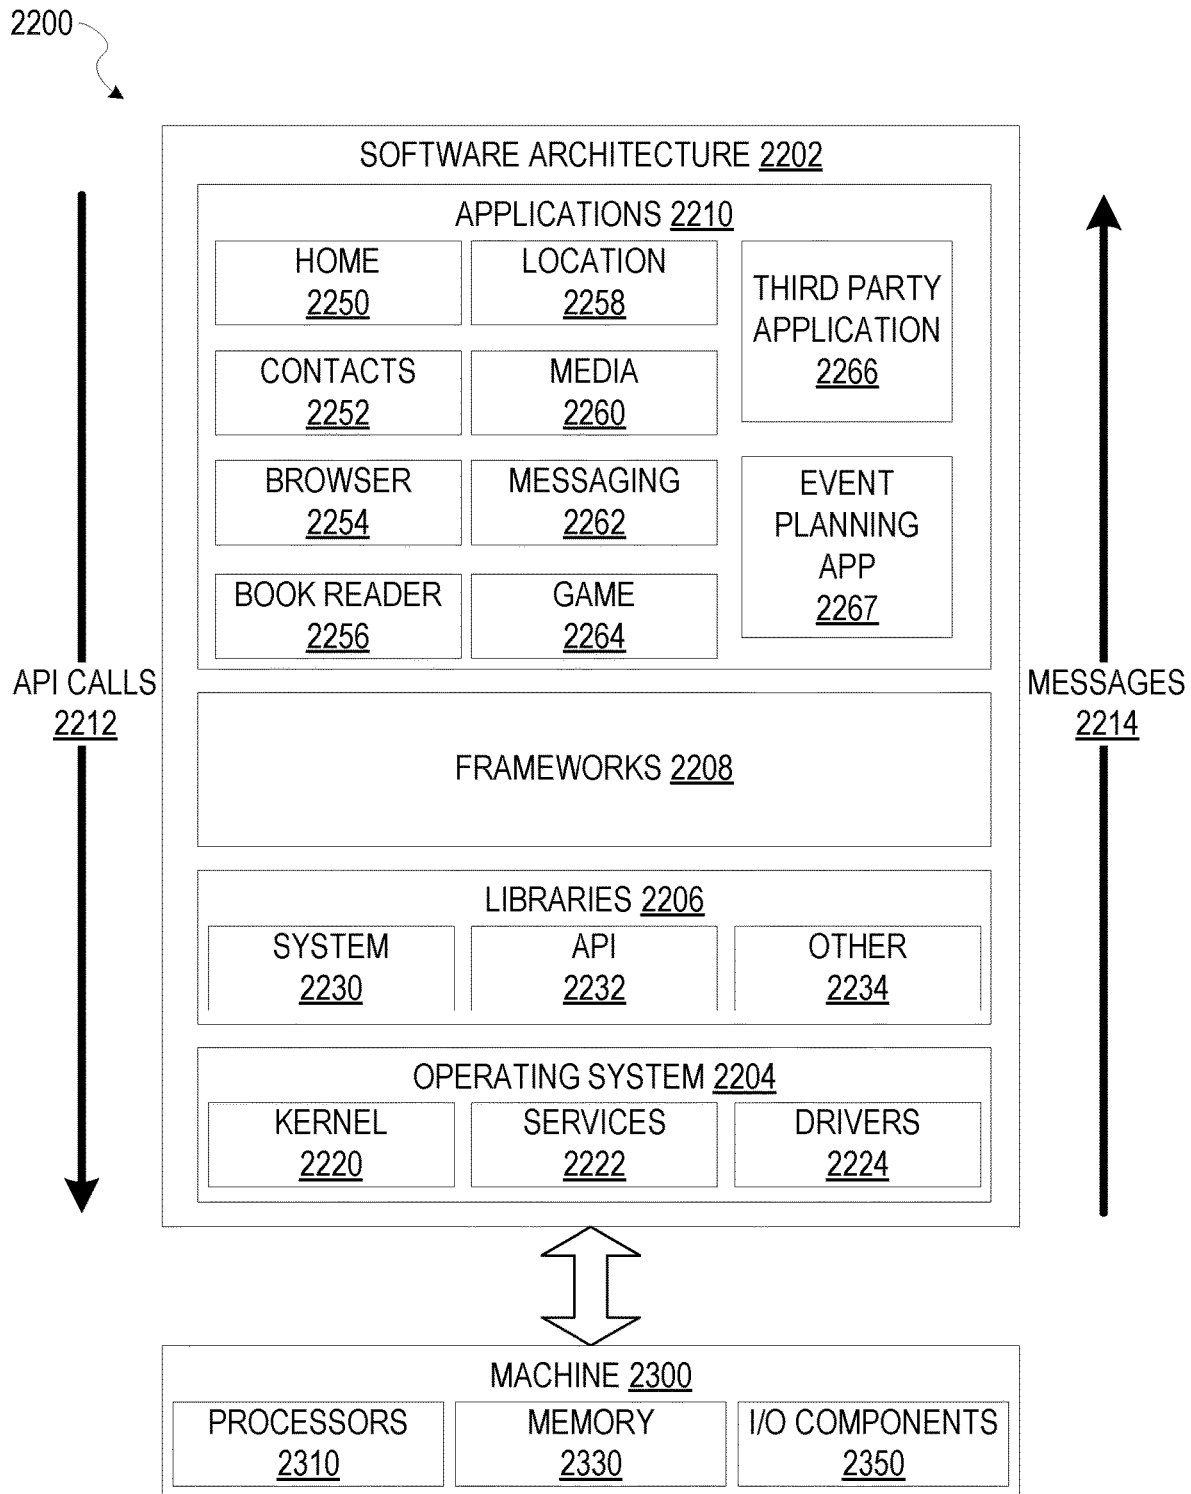 2200
SOFTWARE ARCHITECTURE 2202
APPLICATIONS 2210
HOME
2250
LOCATION
2258
THIRD PARTY
APPLICATION
2266
CONTACTS
2252
MEDIA
2260
BROWSER
2254
MESSAGING
2262
EVENT
PLANNING
APP
2267
BOOK READER
2256
GAME
2264
API CALLS
2212
MESSAGES
2214
FRAMEWORKS 2208
LIBRARIES 2206
SYSTEM
2230
API
2232
OTHER
2234
OPERATING SYSTEM 2204
KERNEL
2220
SERVICES
2222
DRIVERS
2224
MACHINE 2300
PROCESSORS
2310
MEMORY
2330
I/O COMPONENTS
2350